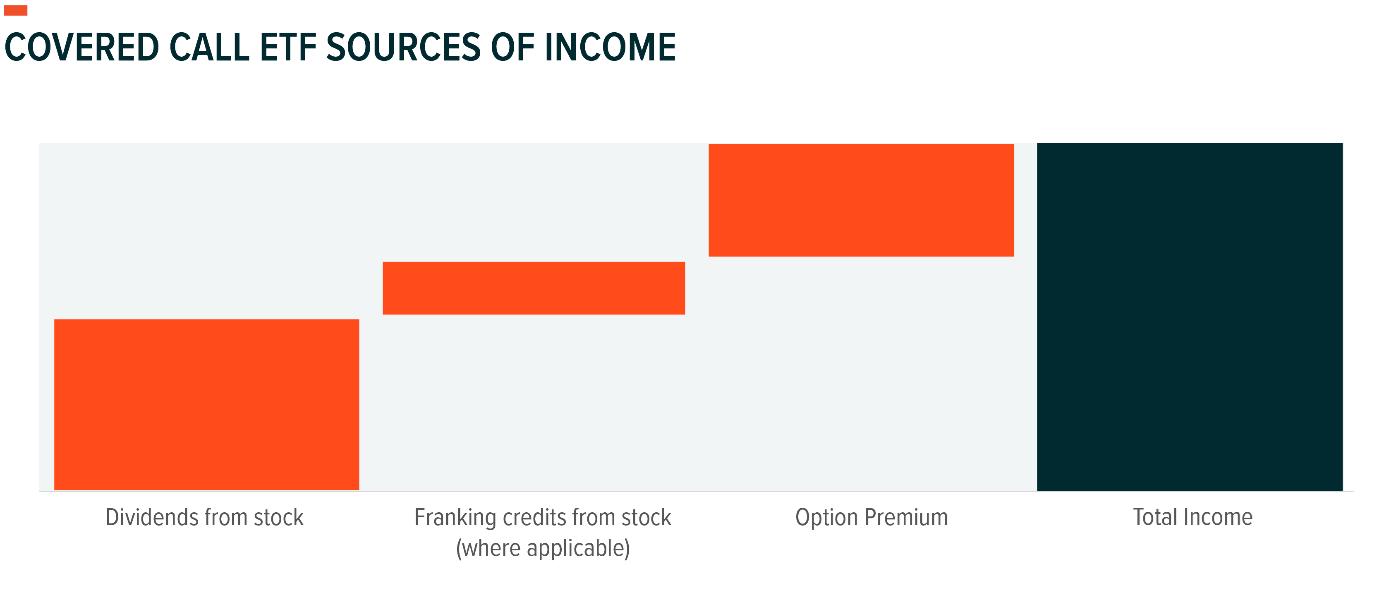 COVERED CALL ETF SOURCES OF INCOME
Dividends from stock
Franking credits from stock
(where applicable)
Option Premium
Total Income